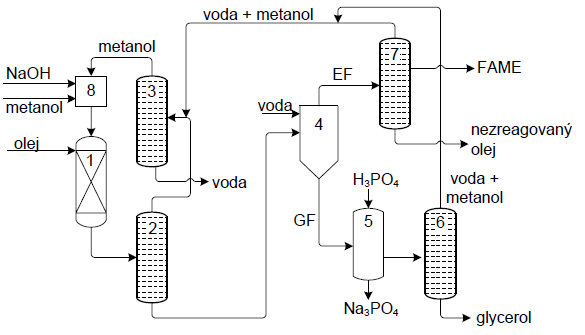 voda + metanol
metanol
NaOH
8
metanol
3
7
EF
FAME
voda
4
olej
1
nezreagovaný
olej
voda
H₃PO₄
voda +
metanol
GF
5
2
6
Na₃PO₄
glycerol